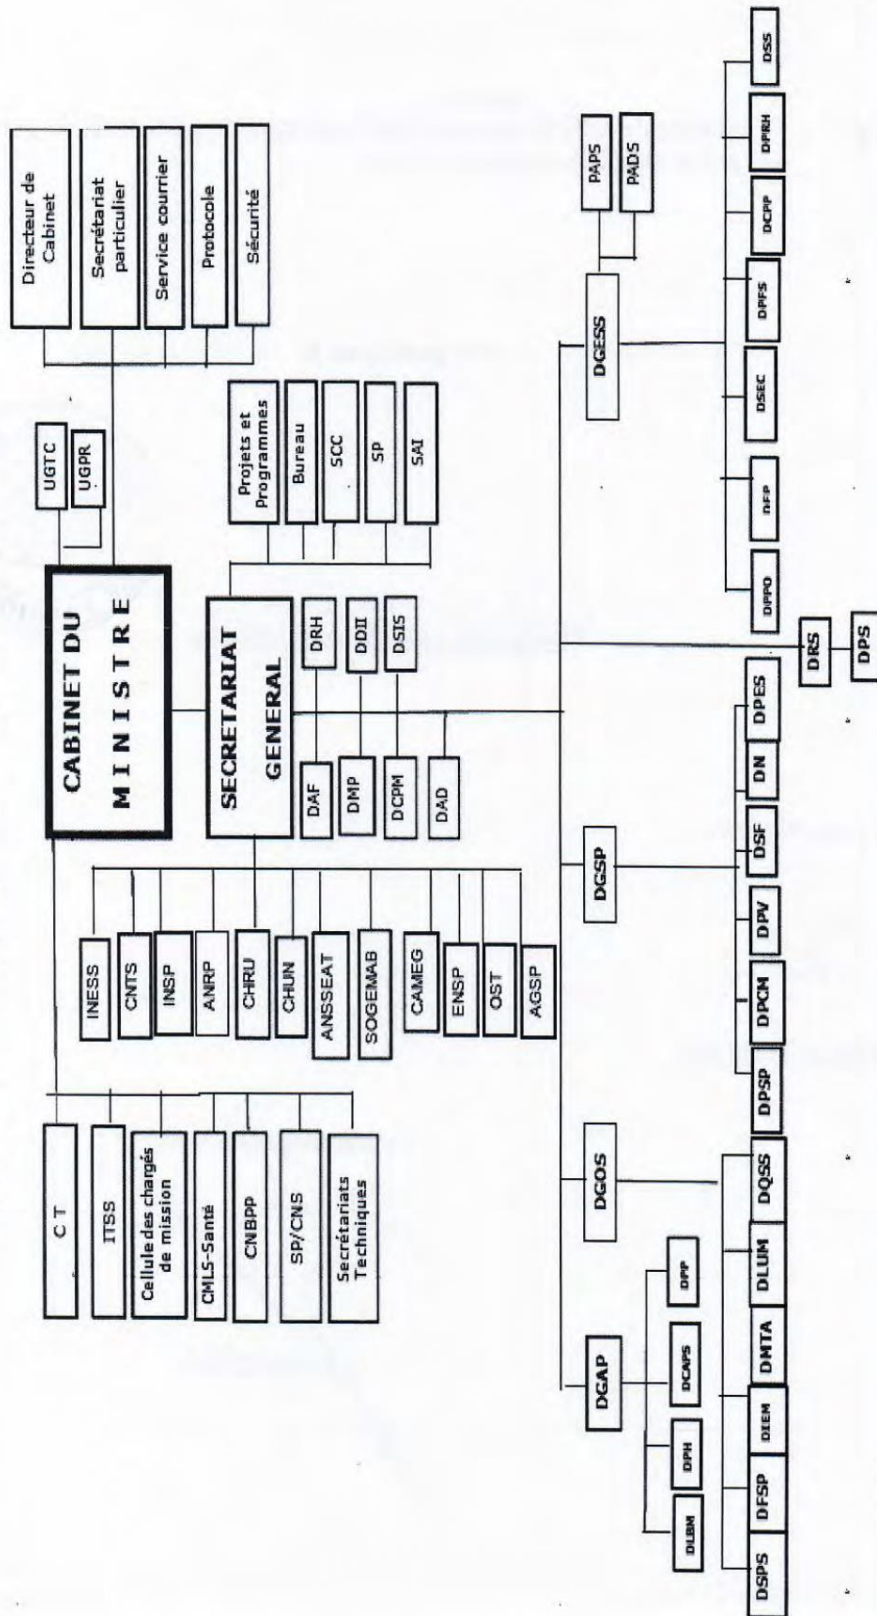 CABINET DU
MINISTRE
UGTC
UGPR
Directeur de
Cabinet
Secrétariat
particulier
Service courrier
Protocole
Sécurité
C T
ITSS
Cellule des chargés
de mission
CMLS-Santé
CNBPP
SP/CNS
Secrétariats
Techniques
SECRETARIAT
GENERAL
Projets et
Programmes
Bureau
SCC
SP
SAI
INESS
CNTS
INSP
ANRP
CHRU
CHUN
ANSSEAT
SOGEMAB
CAMEG
ENSP
OST
AGSP
DAF
DRH
DMP
DDII
DCPM
DSIS
DAD
DGAP
DGOS
DGSP
DGESS
PAPS
PADS
DLBM
DPH
DCAPS
DPP
DSPS
DFSP
DIEM
DMTA
DLUM
DQSS
DPSP
DPCM
DPV
DSF
DN
DPES
DPPO
DSEC
DPFS
DCPP
DPIRH
DSS
DRS
DPS